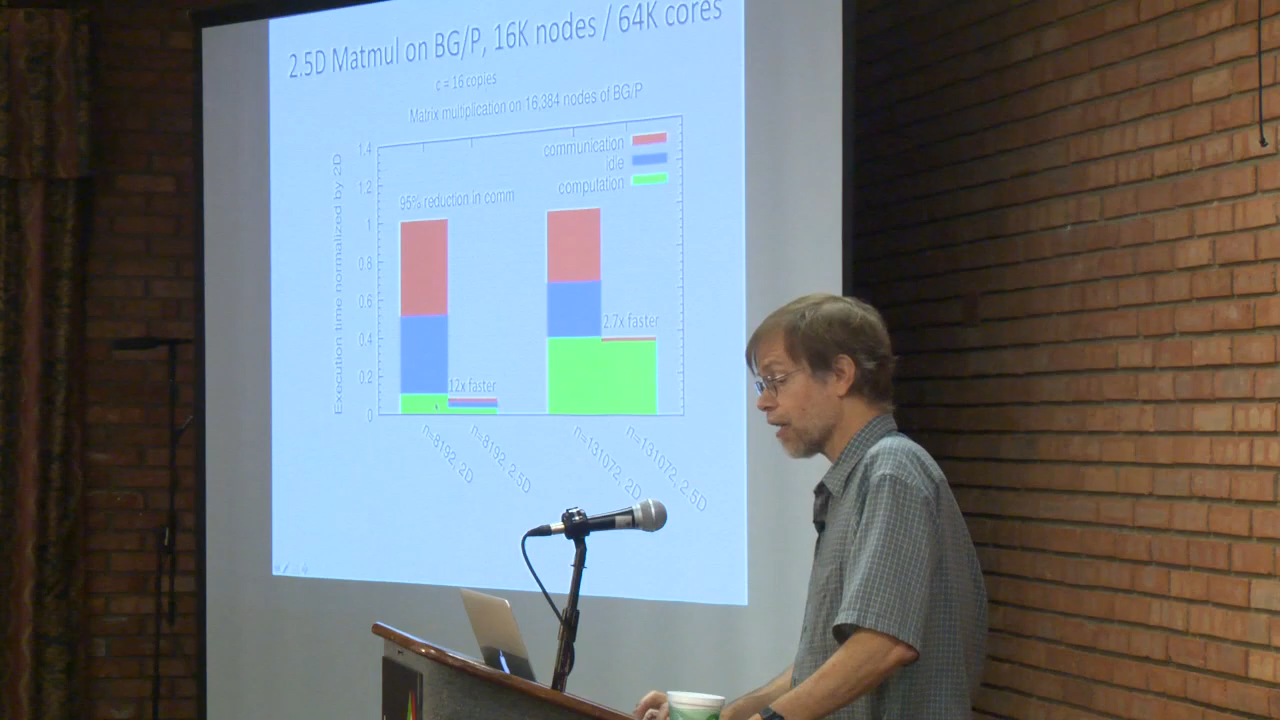 2.5D Matmul on BG/P, 16K nodes / 64K cores
c = 16 copies
Matrix multiplication on 16,384 nodes of BG/P
Execution time normalized by 2D
1.4
1.2
1
0.8
0.6
0.4
0.2
0
communication
idle
computation
95% reduction in comm
12x faster
2.7x faster
n=8192, 2D
n=8192, 2.5D
n=131072, 2D
n=131072, 2.5D